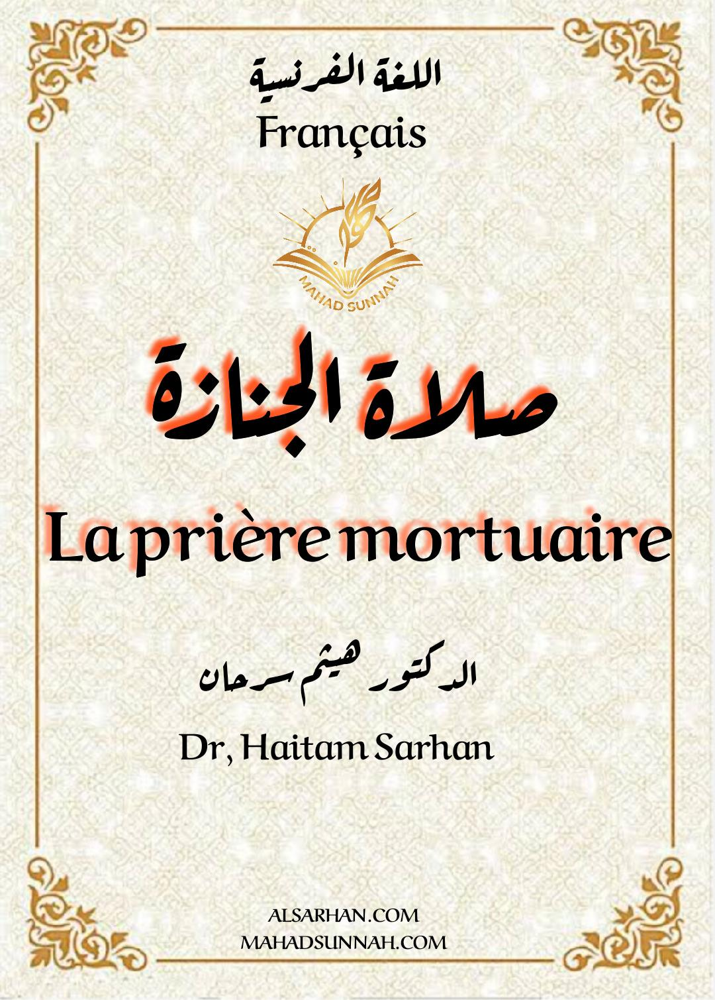 اللغة الفرنسية
Français
MAHAD SUNNAH
صلاة الجنازة
La prière mortuaire
الدكتور هيثم سرحان
Dr, Haitam Sarhan
ALSARHAN.COM
MAHADSUNNAH.COM